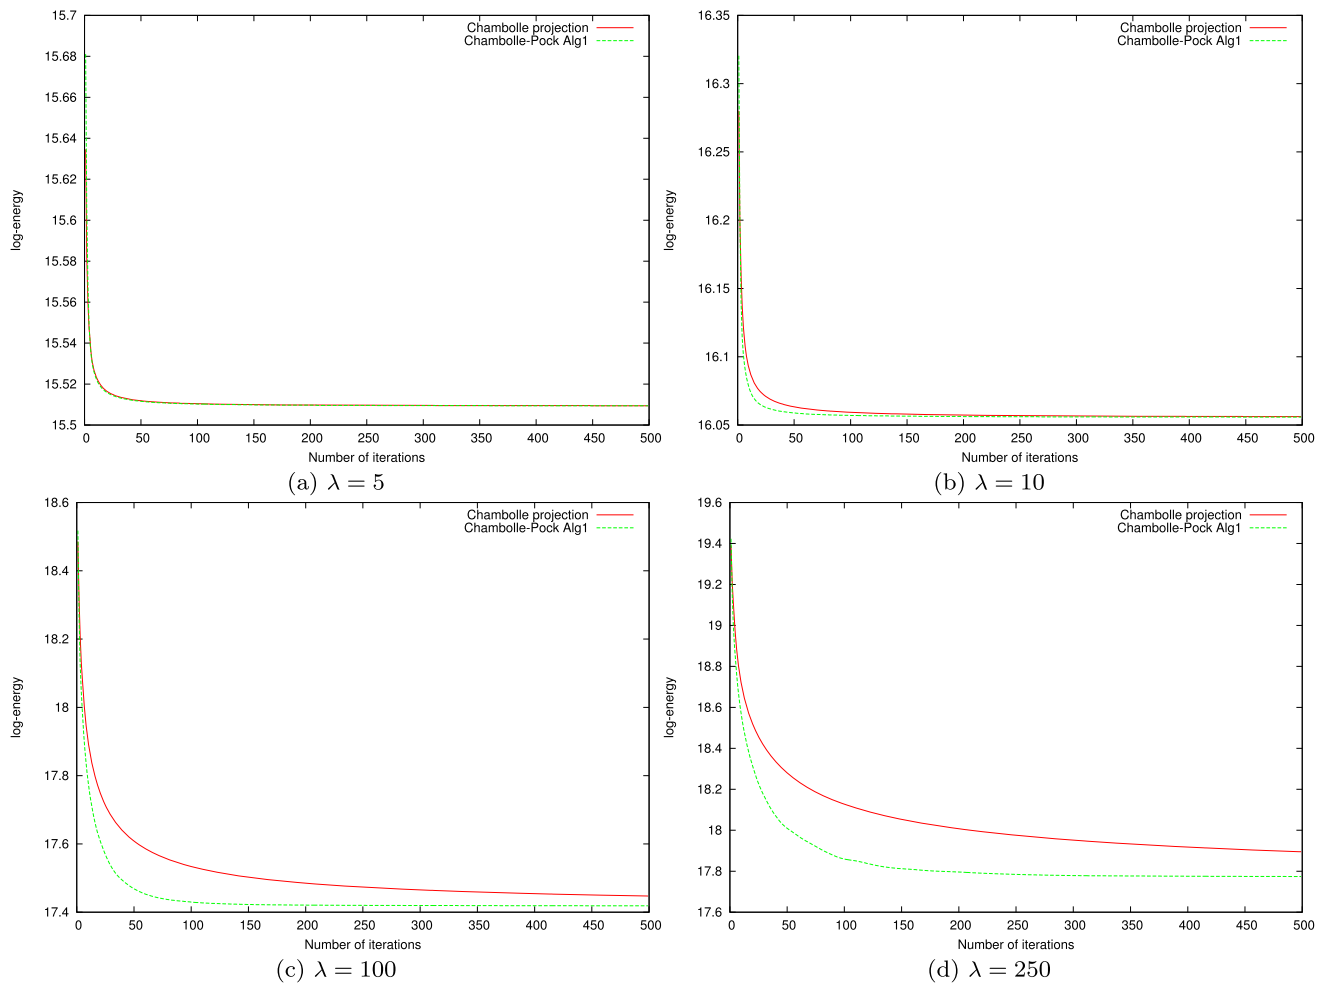 15.7
15.68
15.66
15.64
15.62
15.6
15.58
15.56
15.54
15.52
15.5
log-energy
Chambolle projection
Chambolle-Pock Alg1
0 50 100 150 200 250 300 350 400 450 500
Number of iterations
(a) λ = 5
16.35
16.3
16.25
16.2
16.15
16.1
16.05
log-energy
Chambolle projection
Chambolle-Pock Alg1
0 50 100 150 200 250 300 350 400 450 500
Number of iterations
(b) λ = 10
18.6
18.4
18.2
18
17.8
17.6
17.4
log-energy
Chambolle projection
Chambolle-Pock Alg1
0 50 100 150 200 250 300 350 400 450 500
Number of iterations
(c) λ = 100
19.6
19.4
19.2
19
18.8
18.6
18.4
18.2
18
17.8
17.6
log-energy
Chambolle projection
Chambolle-Pock Alg1
0 50 100 150 200 250 300 350 400 450 500
Number of iterations
(d) λ = 250